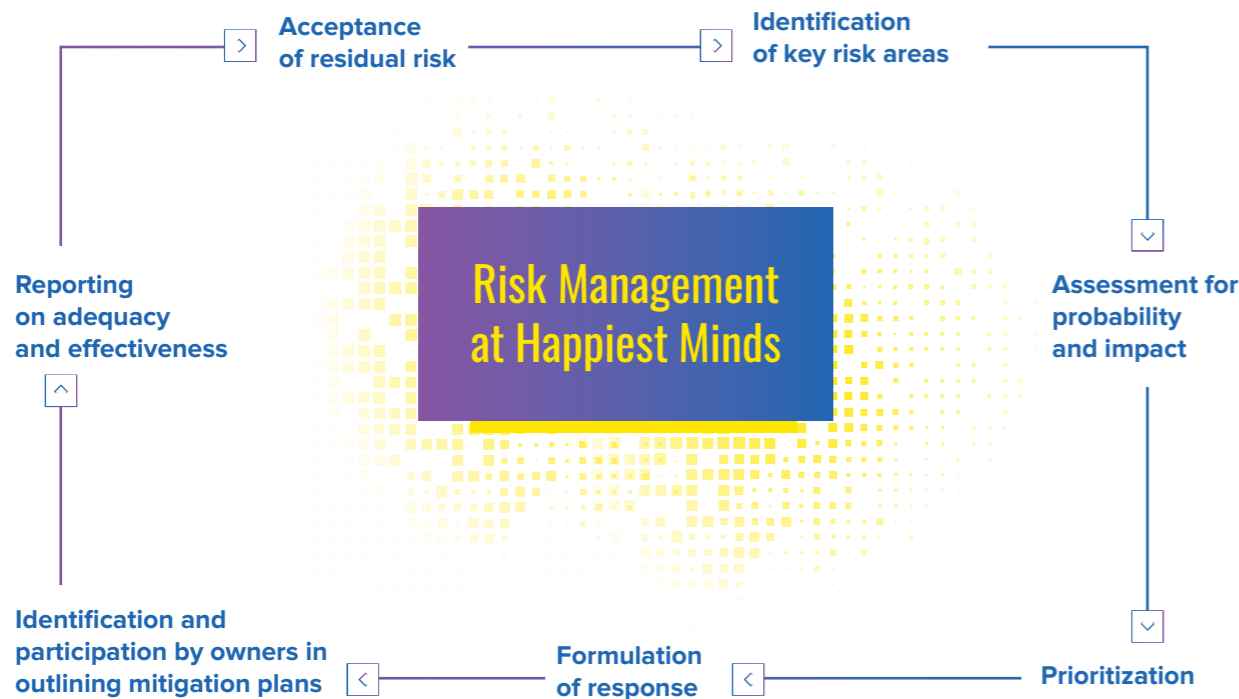 Acceptance
of residual risk
Identification
of key risk areas
Risk Management
at Happiest Minds
Reporting
on adequacy
and effectiveness
Assessment for
probability
and impact
Identification and
participation by owners in
outlining mitigation plans
Formulation
of response
Prioritization